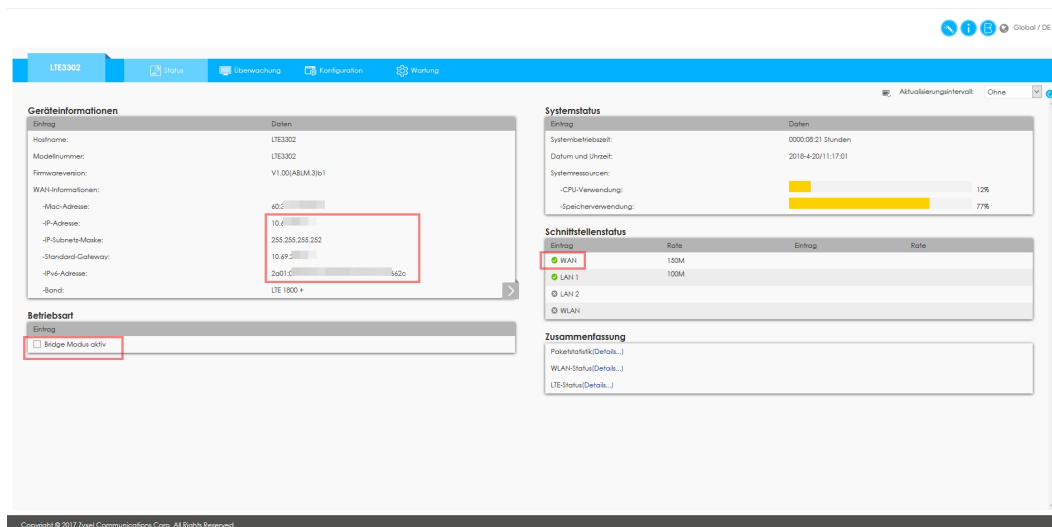 Global / DE
LTE3302 Status Überwachung Konfiguration Wartung
Aktualisierungsintervall: Ohne
Geräteinformationen
Eintrag Daten
Hostname: LTE3302
Modellnummer: LTE3302
Firmwareversion: V1.00(ABLM.3)b1
WAN-Informationen:
-Mac-Adresse: 60:
-IP-Adresse: 10.
-IP-Subnetz-Maske: 255.255.255.252
-Standard-Gateway: 10.69.
-IPv6-Adresse: 2a01:
-Band: LTE 1800 +
Betriebsart
Eintrag
Bridge Modus aktiv
Systemstatus
Eintrag Daten
Systembetriebszeit: 0000:08:21 Stunden
Datum und Uhrzeit: 2018-4-20/11:17:01
Systemressourcen:
-CPU-Verwendung: 12%
-Speicherverwendung: 77%
Schnittstellenstatus
Eintrag Rate Eintrag Rate
WAN 150M
LAN 1 100M
LAN 2
WLAN
Zusammenfassung
Paketstatistik(Details...)
WLAN-Status(Details...)
LTE-Status(Details...)
Copyright © 2017 Zyxel Communications Corp. All Rights Reserved.